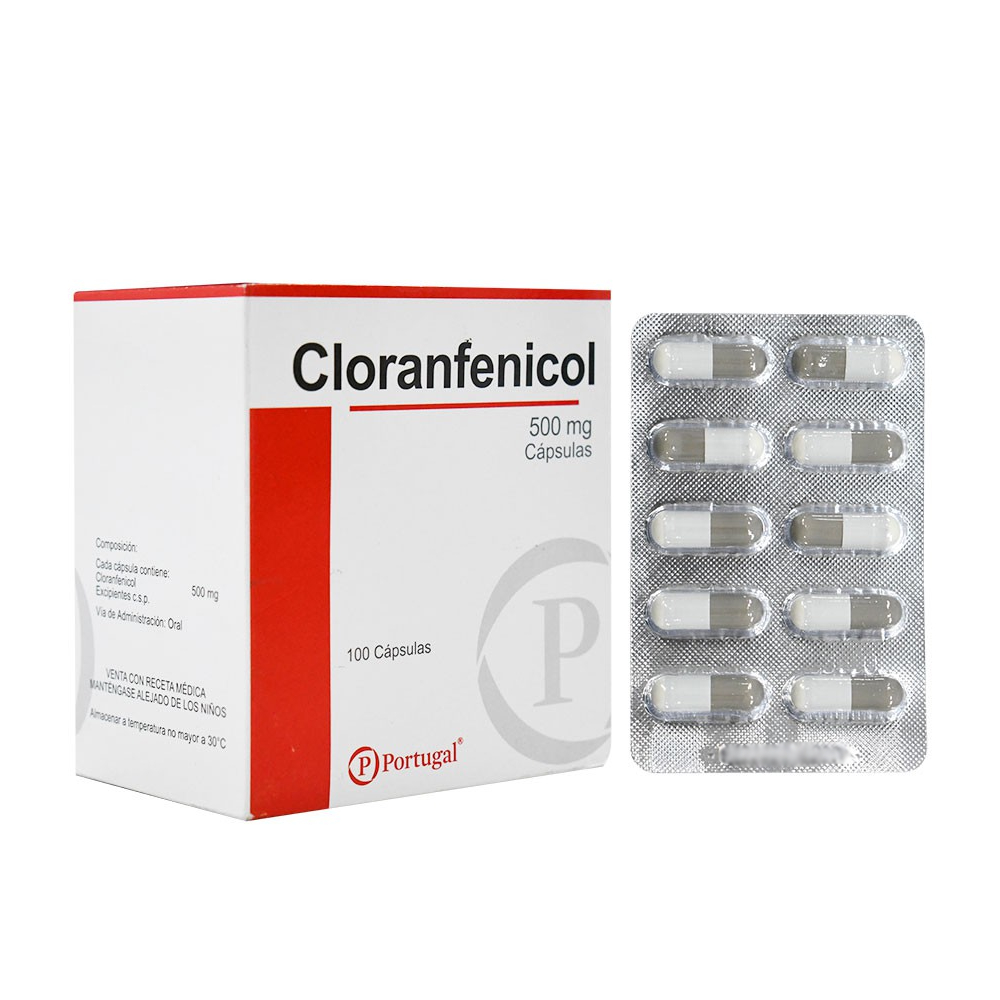 Cloranfenicol
500 mg
Cápsulas
100 Cápsulas
P Portugal®
P
Composición:
Cada cápsula contiene:
Cloranfenicol 500 mg
Excipientes c.s.p.
Vía de Administración: Oral
VENTA CON RECETA MÉDICA
MANTÉNGASE ALEJADO DE LOS NIÑOS
Almacenar a temperatura no mayor a 30°C